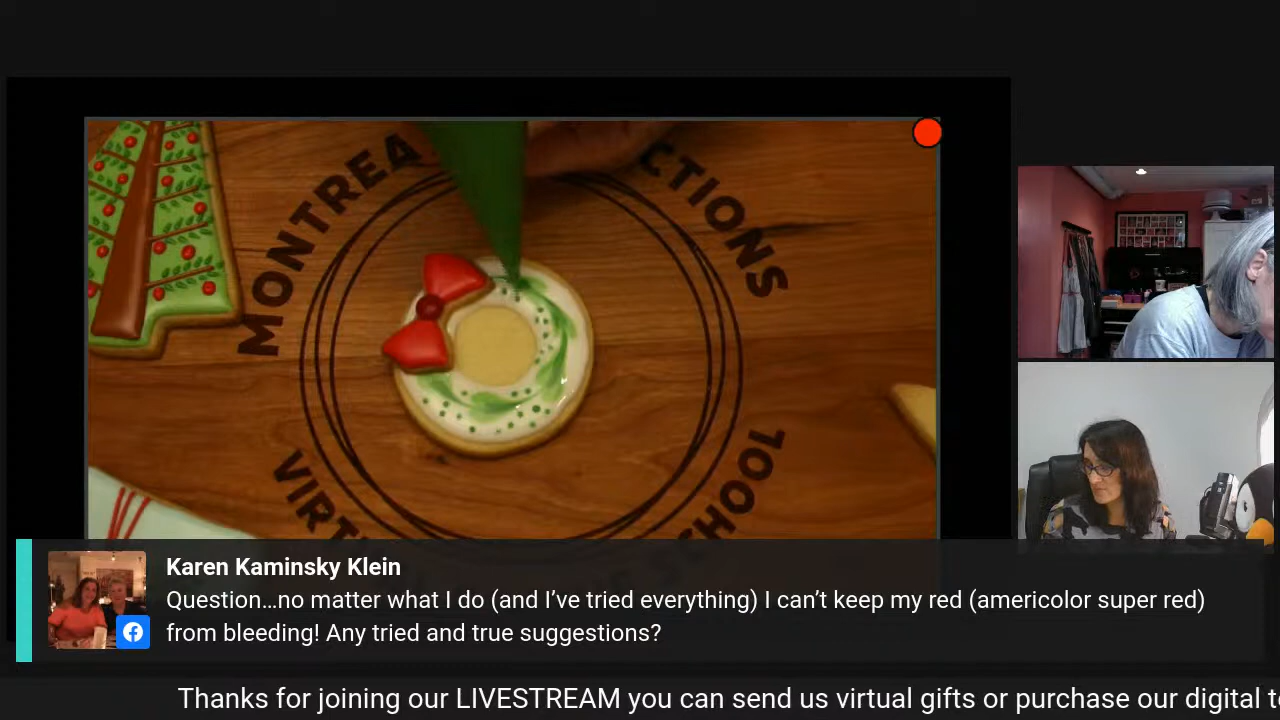 MONTREA
CTIONS
VIRT
SCHOOL
Karen Kaminsky Klein
Question…no matter what I do (and I’ve tried everything) I can’t keep my red (americolor super red)
from bleeding! Any tried and true suggestions?
Thanks for joining our LIVESTREAM you can send us virtual gifts or purchase our digital t